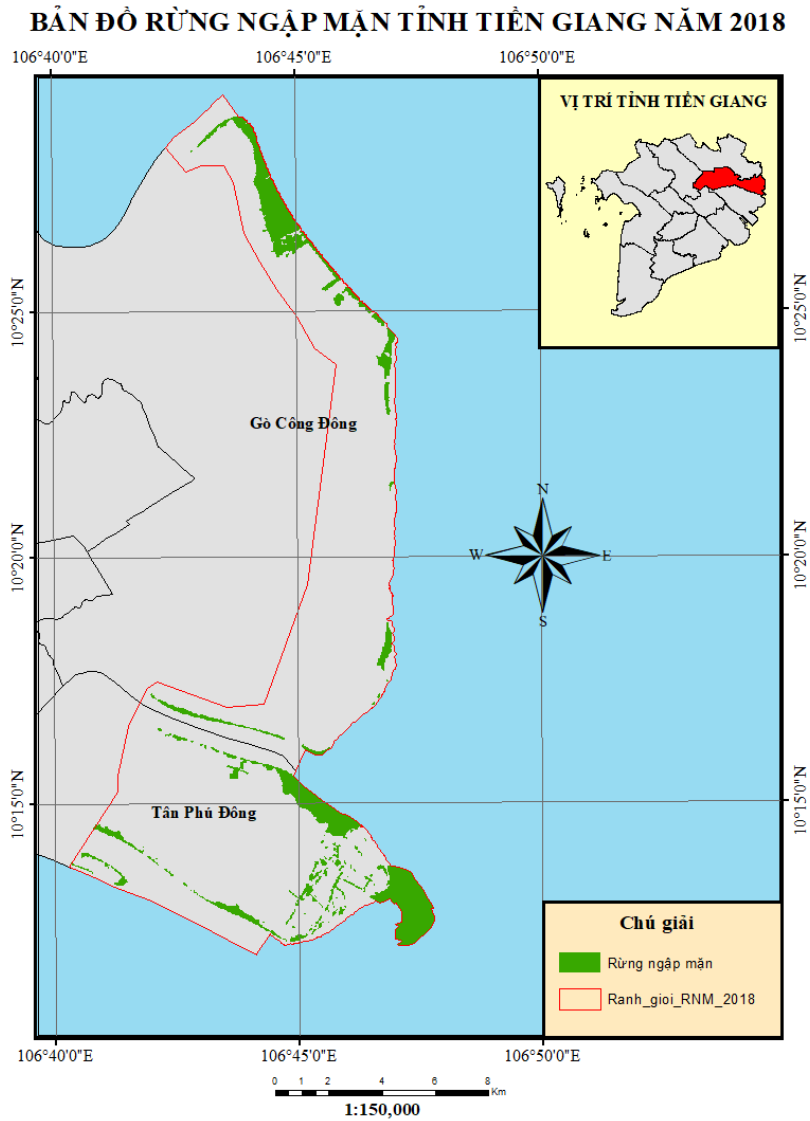 BẢN ĐỒ RỪNG NGẬP MẶN TỈNH TIỀN GIANG NĂM 2018
106°40'0"E 106°45'0"E 106°50'0"E
VỊ TRÍ TỈNH TIỀN GIANG
10°25'0"N 10°25'0"N
Gò Công Đông
N
W E
S
10°20'0"N 10°20'0"N
10°15'0"N 10°15'0"N
Tân Phú Đông
Chú giải
Rừng ngập mặn
Ranh_gioi_RNM_2018
106°40'0"E 106°45'0"E 106°50'0"E
0 1 2 4 6 8
Km
1:150,000